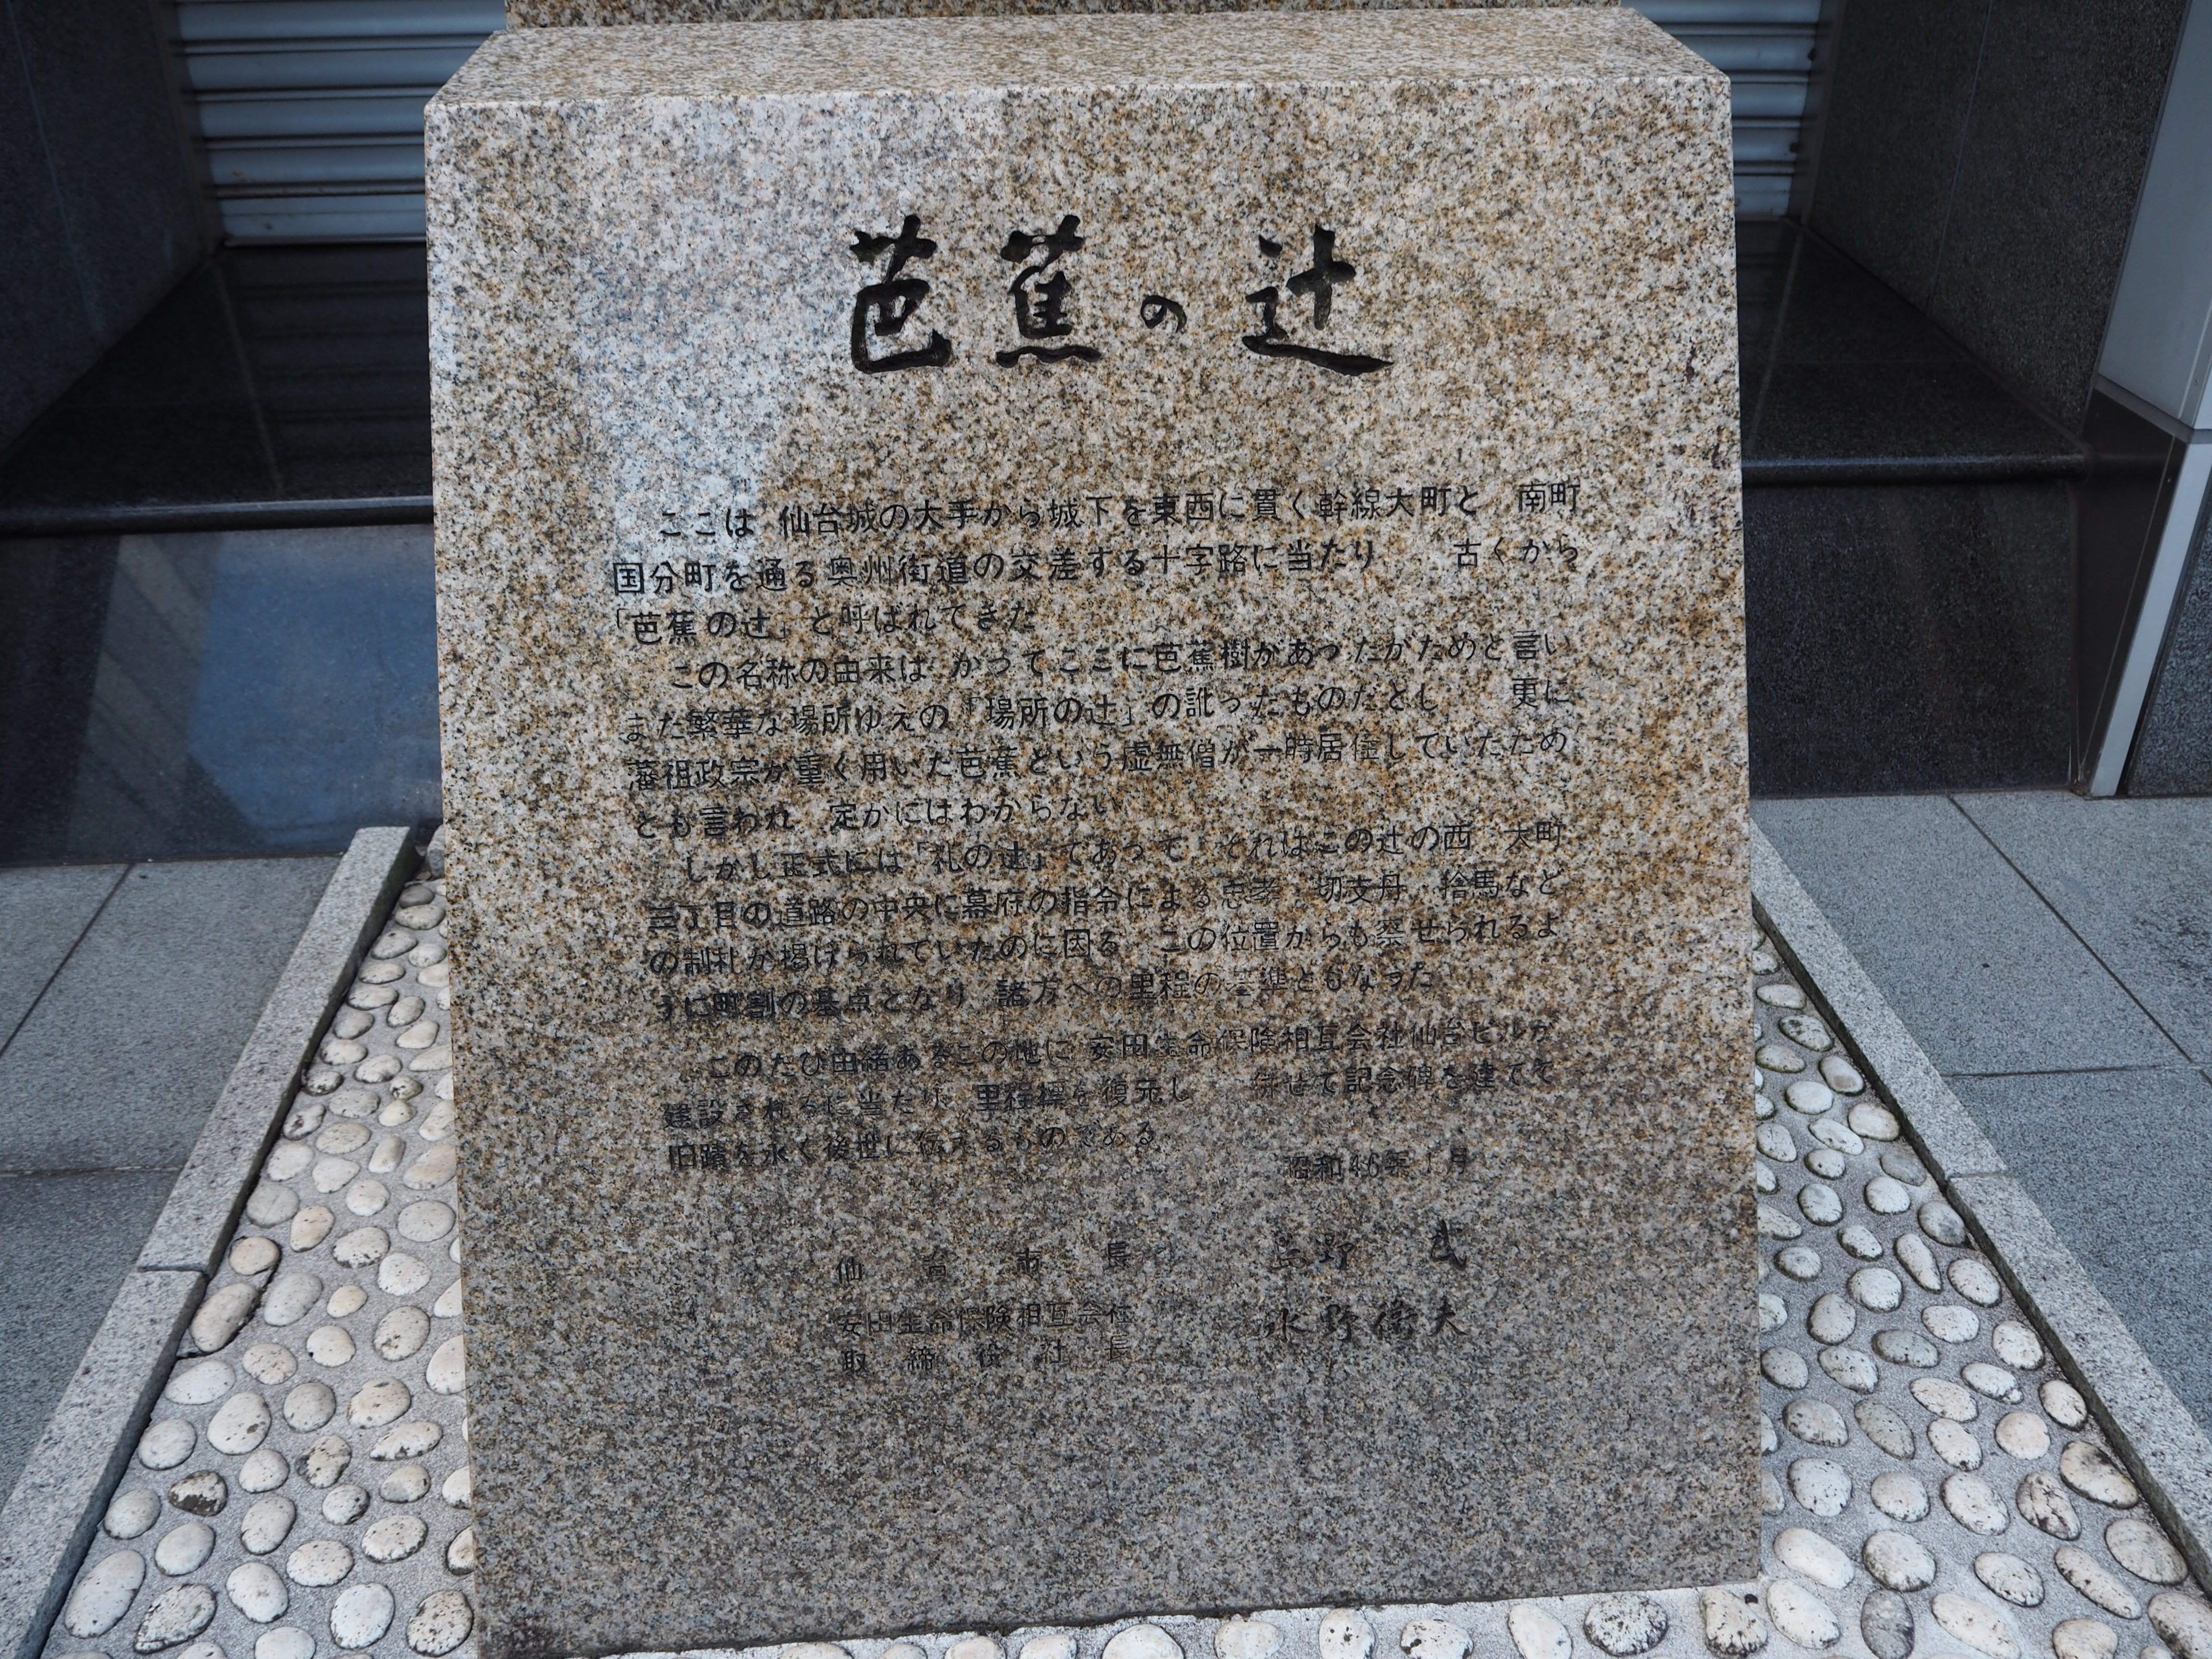 芭蕉の辻
ここは 仙台城の大手から城下を東西に貫く幹線大町と 南町
国分町を通る奥州街道の交差する十字路に当たり 古くから
「芭蕉の辻」と呼ばれてきた
この名称の由来は かってここに芭蕉樹があったがためと言い
また繁華な場所ゆえの「場所の辻」の訛ったものだとし 更に
藩祖政宗が重く用いた芭蕉という虚無僧が一時居住していたため
とも言われ 定かにはわからない
しかし正式には「札の辻」であって それはこの辻の西 大町
三丁目の道路の中央に幕府の指令による忠孝 切支丹 捨馬など
の制札が掲げられていたのに因る この位置からも察せられるよ
うに町割の基点となり 諸方への里程の基準ともなった
このたび由緒あるこの地に 安田生命保険相互会社仙台ビルが
建設されるに当たり 里程標を復元し 併せて記念碑を建てて
旧蹟を永く後世に伝えるものである
昭和46年1月
仙台市長 島野 武
安田生命保険相互会社
取締役社長 水野衛夫